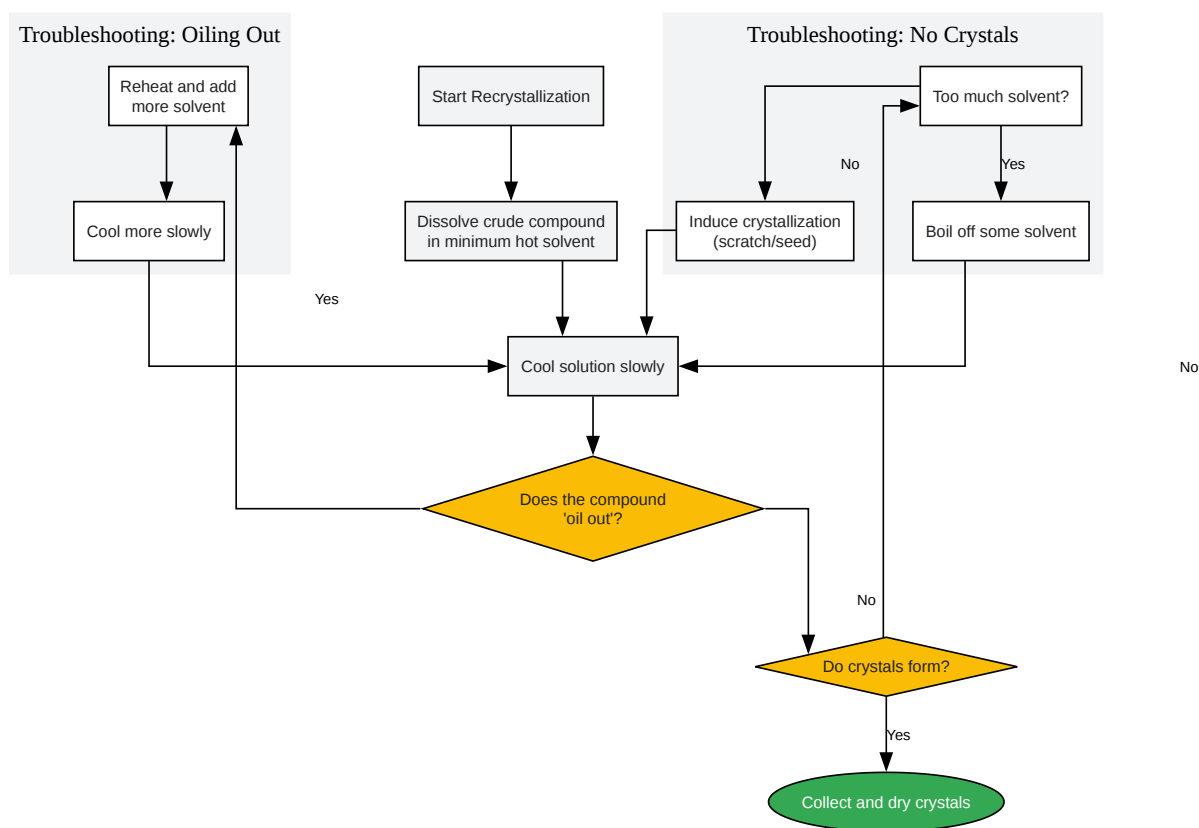 Troubleshooting: Oiling Out
Troubleshooting: No Crystals
Reheat and add
more solvent
Start Recrystallization
Too much solvent?
No
Yes
Cool more slowly
Dissolve crude compound
in minimum hot solvent
Induce crystallization
(scratch/seed)
Boil off some solvent
Yes
Cool solution slowly
No
Does the compound
'oil out'?
No
Do crystals form?
Yes
Collect and dry crystals